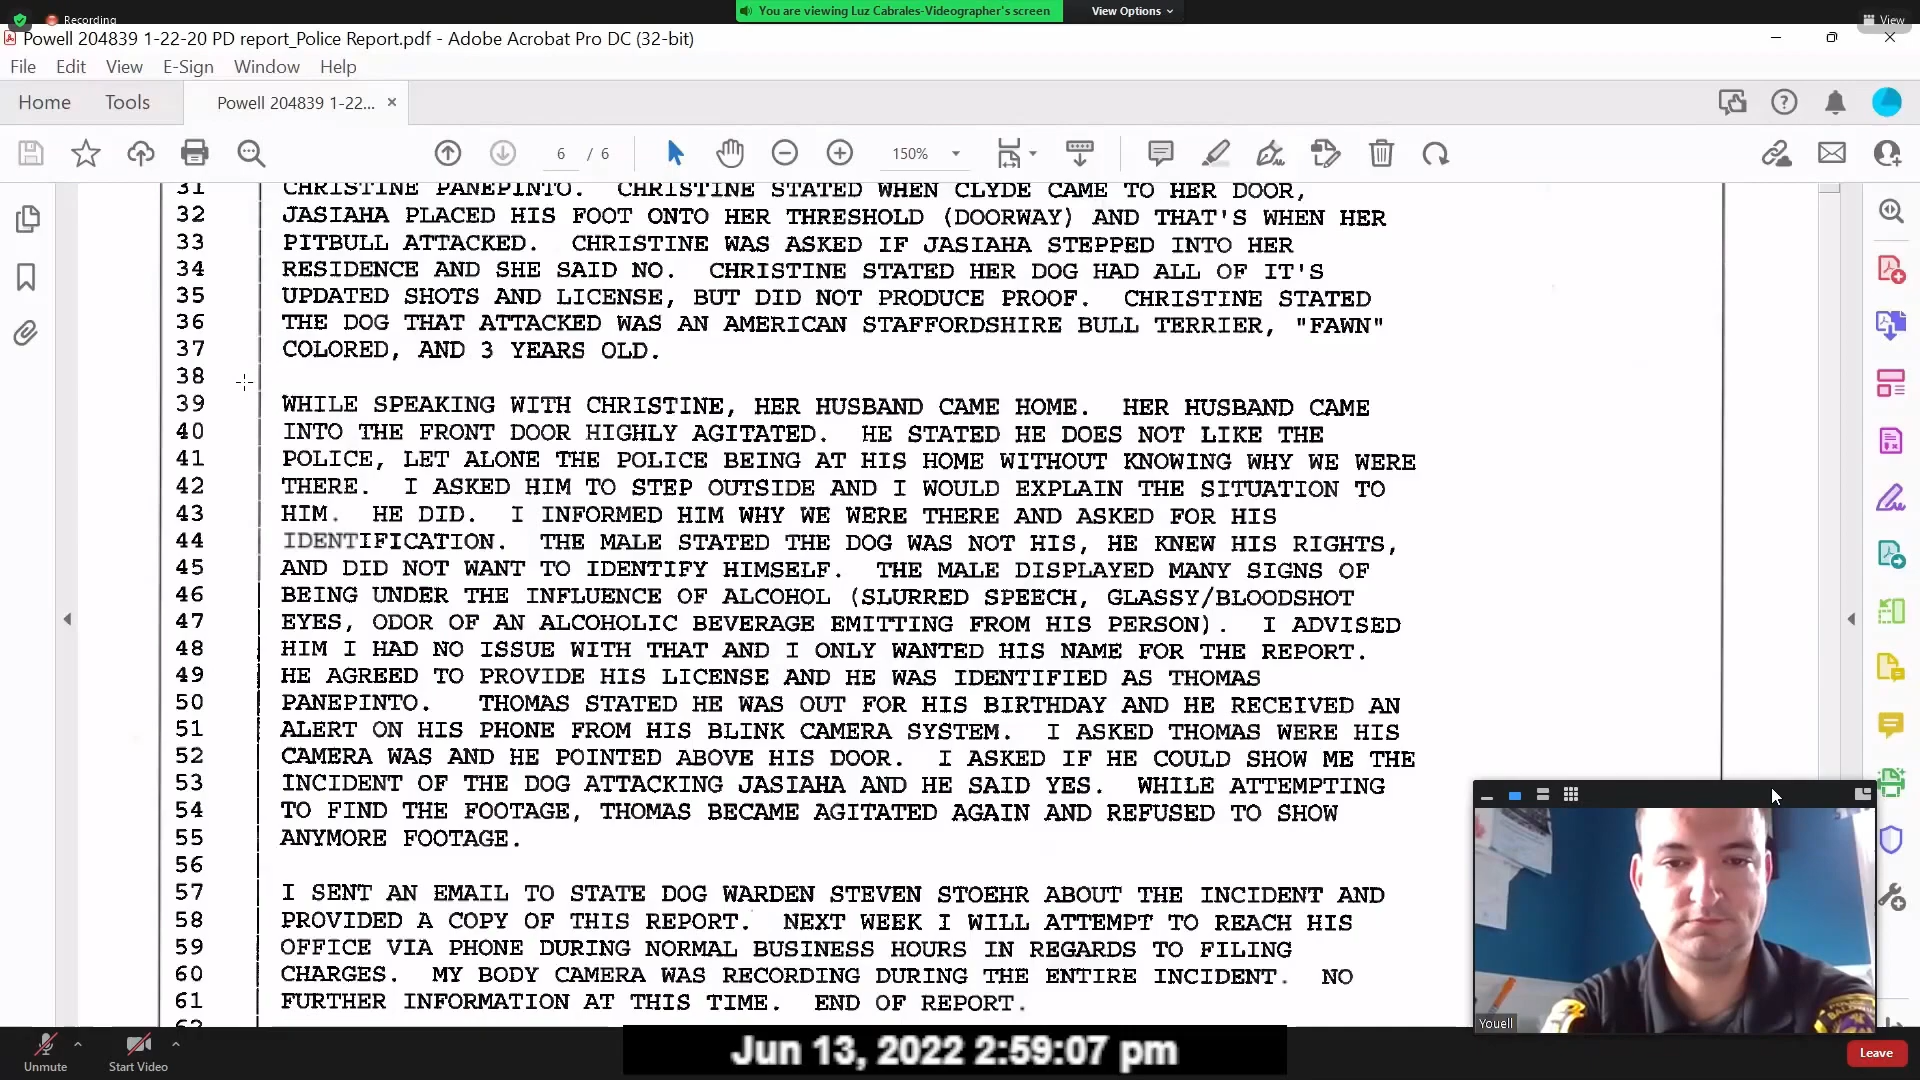 Recording
You are viewing Luz Cabrales-Videographer's screen
View Options
View
Powell 204839 1-22-20 PD report_Police Report.pdf - Adobe Acrobat Pro DC (32-bit)
File Edit View E-Sign Window Help
Home Tools Powell 204839 1-22...
6 / 6 150%
31 CHRISTINE PANEPINTO. CHRISTINE STATED WHEN CLYDE CAME TO HER DOOR,
32 JASIAHA PLACED HIS FOOT ONTO HER THRESHOLD (DOORWAY) AND THAT'S WHEN HER
33 PITBULL ATTACKED. CHRISTINE WAS ASKED IF JASIAHA STEPPED INTO HER
34 RESIDENCE AND SHE SAID NO. CHRISTINE STATED HER DOG HAD ALL OF IT'S
35 UPDATED SHOTS AND LICENSE, BUT DID NOT PRODUCE PROOF. CHRISTINE STATED
36 THE DOG THAT ATTACKED WAS AN AMERICAN STAFFORDSHIRE BULL TERRIER, "FAWN"
37 COLORED, AND 3 YEARS OLD.
38
39 WHILE SPEAKING WITH CHRISTINE, HER HUSBAND CAME HOME. HER HUSBAND CAME
40 INTO THE FRONT DOOR HIGHLY AGITATED. HE STATED HE DOES NOT LIKE THE
41 POLICE, LET ALONE THE POLICE BEING AT HIS HOME WITHOUT KNOWING WHY WE WERE
42 THERE. I ASKED HIM TO STEP OUTSIDE AND I WOULD EXPLAIN THE SITUATION TO
43 HIM. HE DID. I INFORMED HIM WHY WE WERE THERE AND ASKED FOR HIS
44 IDENTIFICATION. THE MALE STATED THE DOG WAS NOT HIS, HE KNEW HIS RIGHTS,
45 AND DID NOT WANT TO IDENTIFY HIMSELF. THE MALE DISPLAYED MANY SIGNS OF
46 BEING UNDER THE INFLUENCE OF ALCOHOL (SLURRED SPEECH, GLASSY/BLOODSHOT
47 EYES, ODOR OF AN ALCOHOLIC BEVERAGE EMITTING FROM HIS PERSON). I ADVISED
48 HIM I HAD NO ISSUE WITH THAT AND I ONLY WANTED HIS NAME FOR THE REPORT.
49 HE AGREED TO PROVIDE HIS LICENSE AND HE WAS IDENTIFIED AS THOMAS
50 PANEPINTO. THOMAS STATED HE WAS OUT FOR HIS BIRTHDAY AND HE RECEIVED AN
51 ALERT ON HIS PHONE FROM HIS BLINK CAMERA SYSTEM. I ASKED THOMAS WERE HIS
52 CAMERA WAS AND HE POINTED ABOVE HIS DOOR. I ASKED IF HE COULD SHOW ME THE
53 INCIDENT OF THE DOG ATTACKING JASIAHA AND HE SAID YES. WHILE ATTEMPTING
54 TO FIND THE FOOTAGE, THOMAS BECAME AGITATED AGAIN AND REFUSED TO SHOW
55 ANYMORE FOOTAGE.
56
57 I SENT AN EMAIL TO STATE DOG WARDEN STEVEN STOEHR ABOUT THE INCIDENT AND
58 PROVIDED A COPY OF THIS REPORT. NEXT WEEK I WILL ATTEMPT TO REACH HIS
59 OFFICE VIA PHONE DURING NORMAL BUSINESS HOURS IN REGARDS TO FILING
60 CHARGES. MY BODY CAMERA WAS RECORDING DURING THE ENTIRE INCIDENT. NO
61 FURTHER INFORMATION AT THIS TIME. END OF REPORT.
Youell
Unmute Start Video
Jun 13, 2022 2:59:07 pm
Leave